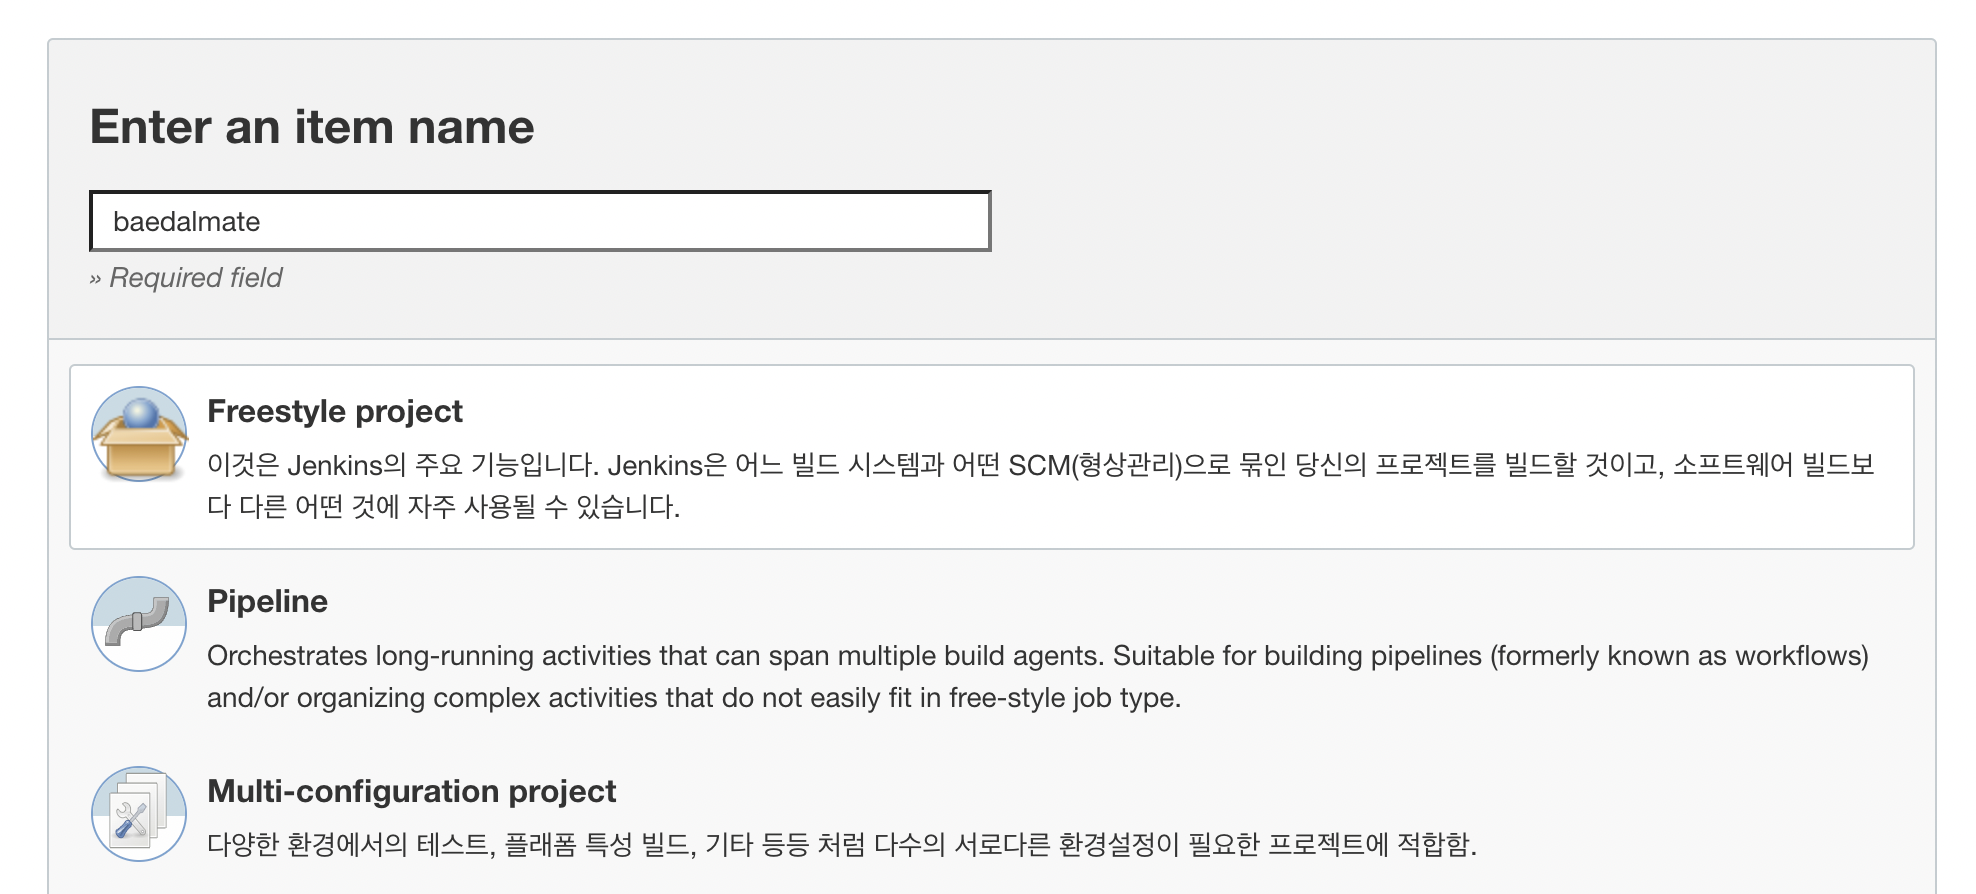 Enter an item name
baedalmate
» Required field
Freestyle project
이것은 Jenkins의 주요 기능입니다. Jenkins은 어느 빌드 시스템과 어떤 SCM(형상관리)으로 묶인 당신의 프로젝트를 빌드할 것이고, 소프트웨어 빌드보
다 다른 어떤 것에 자주 사용될 수 있습니다.
Pipeline
Orchestrates long-running activities that can span multiple build agents. Suitable for building pipelines (formerly known as workflows)
and/or organizing complex activities that do not easily fit in free-style job type.
Multi-configuration project
다양한 환경에서의 테스트, 플래폼 특성 빌드, 기타 등등 처럼 다수의 서로다른 환경설정이 필요한 프로젝트에 적합함.